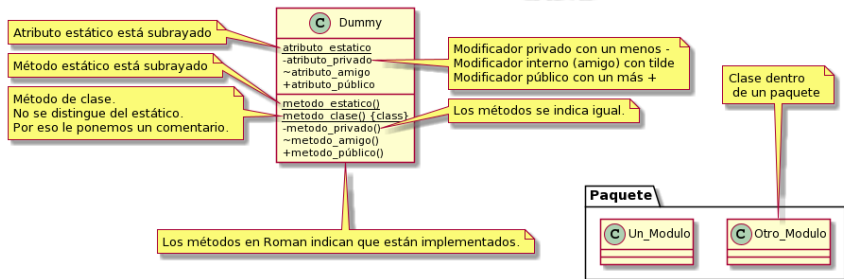 C Dummy
atributo_estatico
-atributo_privado
~atributo_amigo
+atributo_público
metodo_estatico()
metodo_clase() {class}
-metodo_privado()
~metodo_amigo()
+metodo_público()
Atributo estático está subrayado
Método estático está subrayado
Método de clase.
No se distingue del estático.
Por eso le ponemos un comentario.
Modificador privado con un menos -
Modificador interno (amigo) con tilde
Modificador público con un más +
Los métodos se indica igual.
Los métodos en Roman indican que están implementados.
Clase dentro
de un paquete
Paquete
C Un_Modulo
C Otro_Modulo